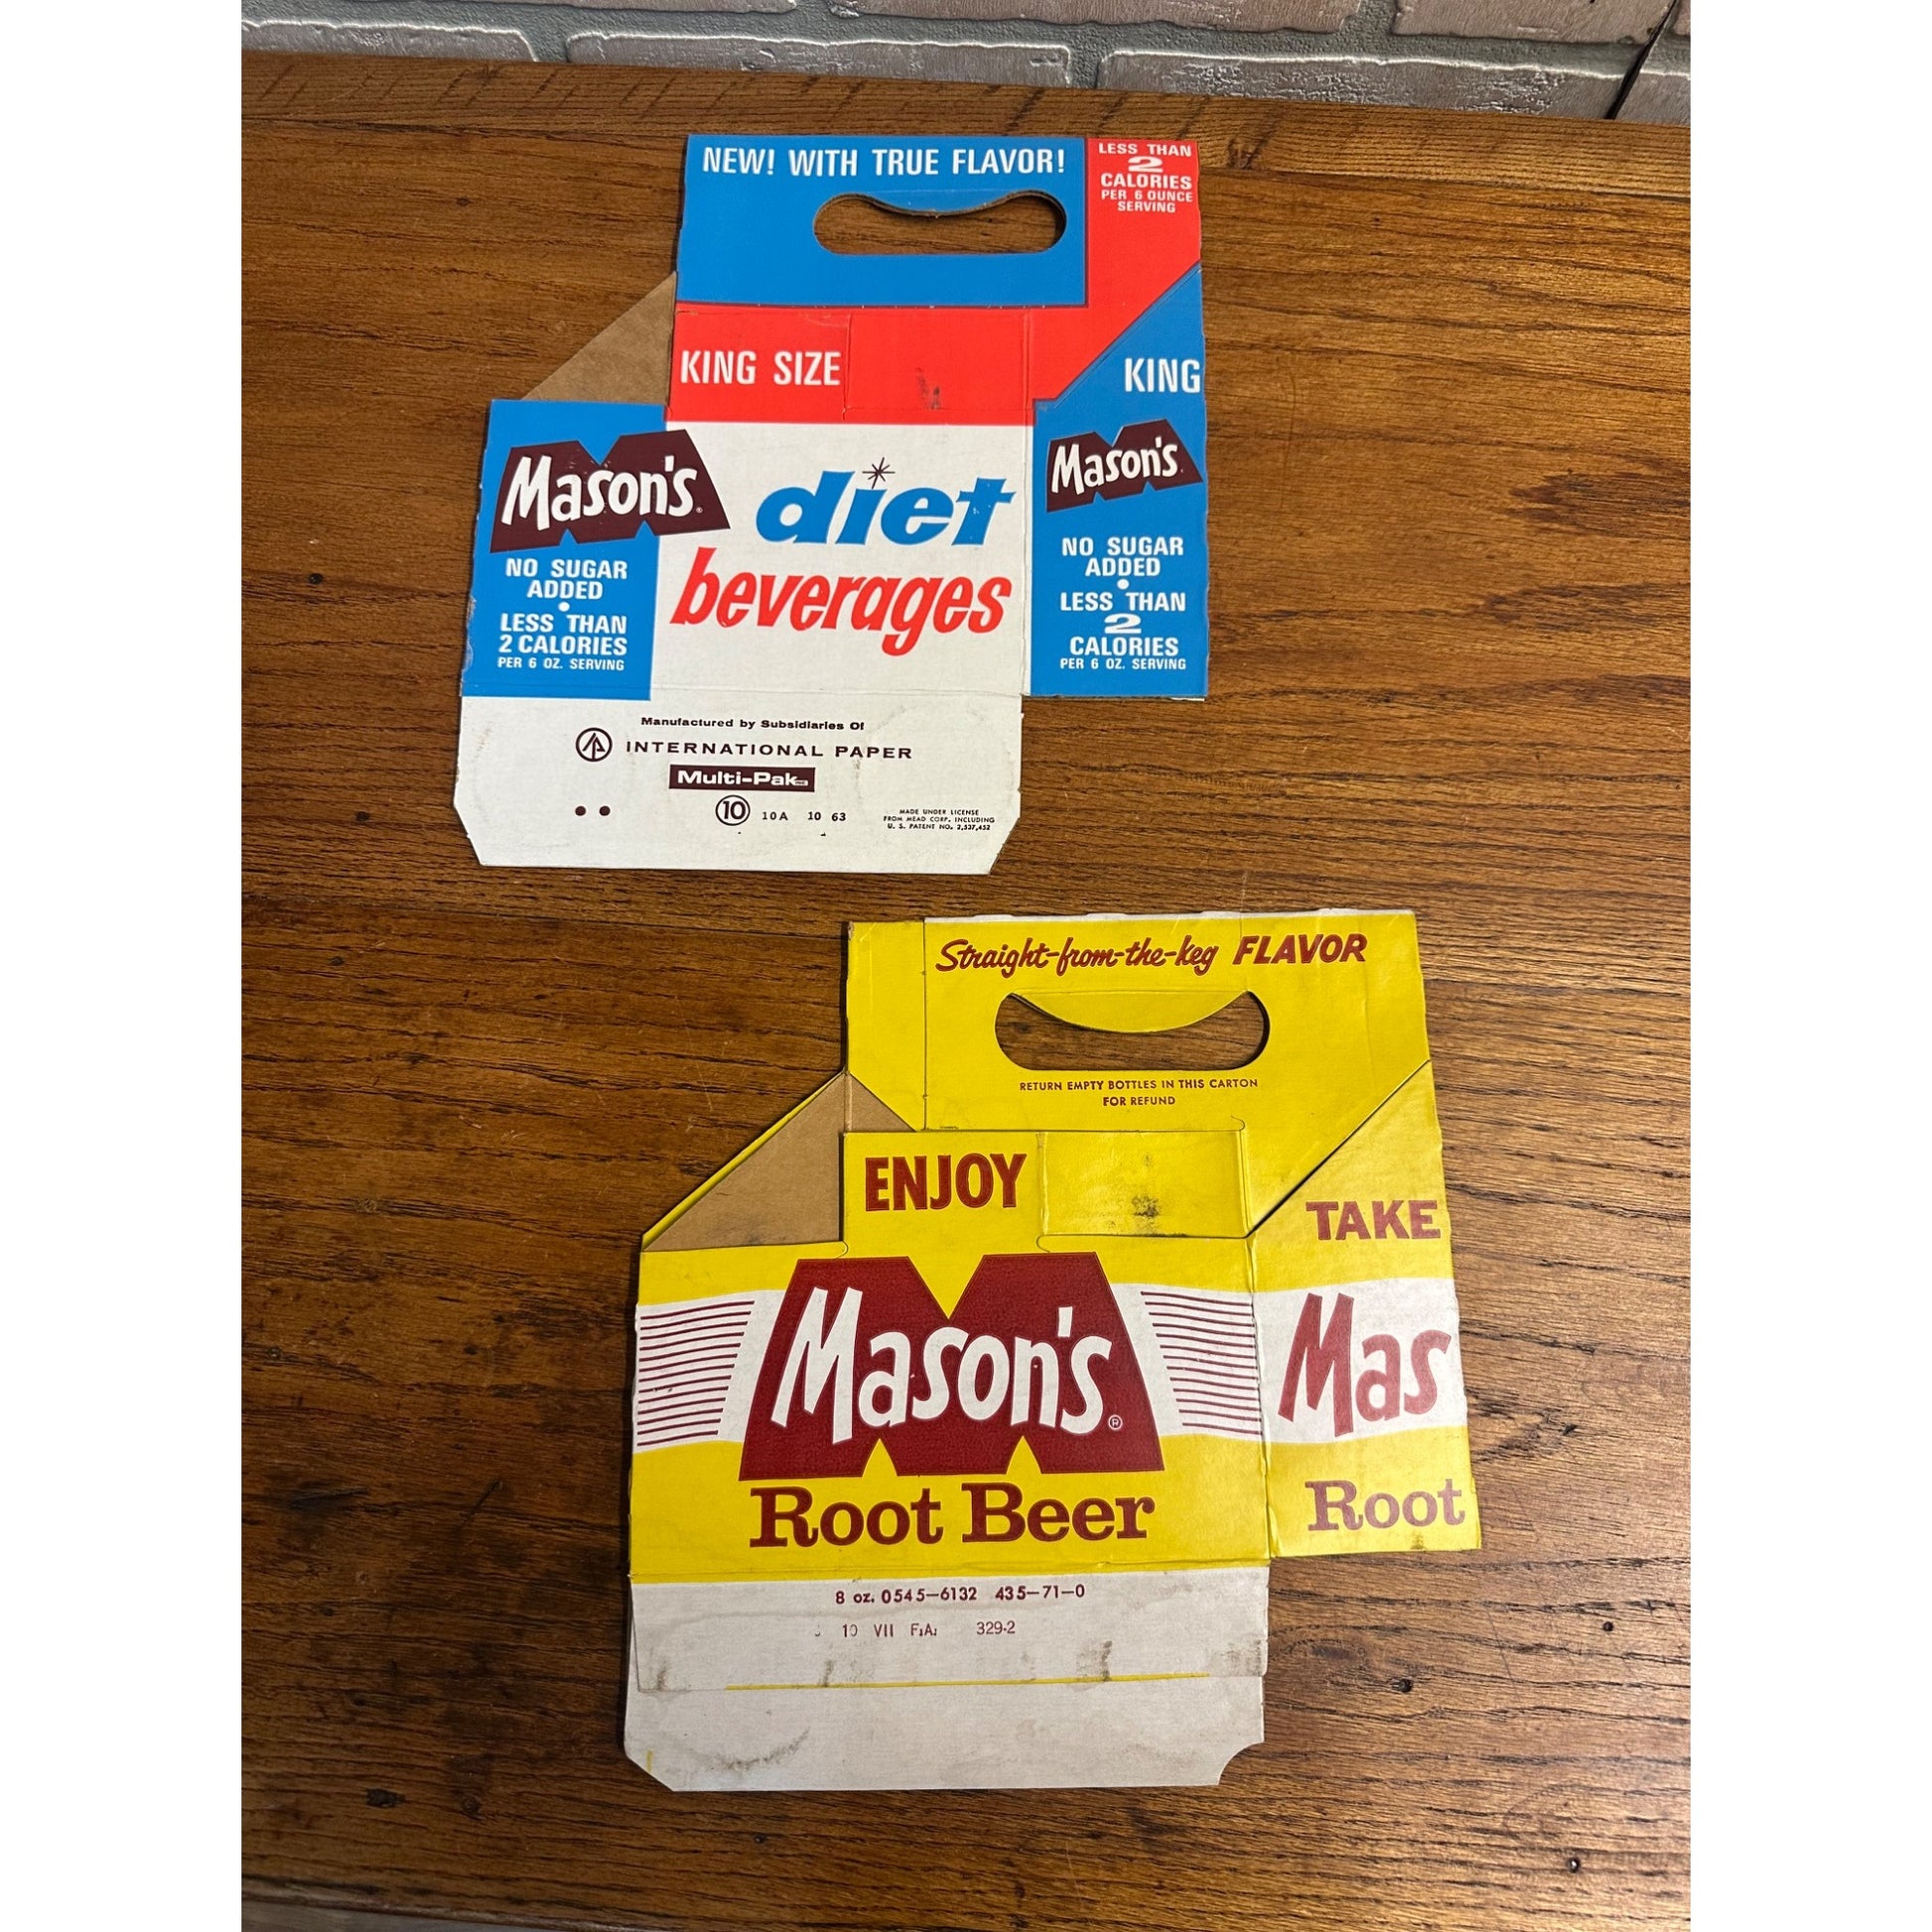 NEW! WITH TRUE FLAVOR!
LESS THAN
2
CALORIES
PER 6 OUNCE
SERVING
KING SIZE
KING
Mason's®
diet
beverages
Mason's
NO SUGAR
ADDED
•
LESS THAN
2 CALORIES
PER 6 OZ. SERVING
NO SUGAR
ADDED
•
LESS THAN
2
CALORIES
PER 6 OZ. SERVING
Manufactured by Subsidiaries Of
INTERNATIONAL PAPER
Multi-Pak
10 10A 10 63
MADE UNDER LICENSE
FROM MEAD CORP. INCLUDING
U. S. PATENT NO. 2,537,452
Straight-from-the-keg FLAVOR
RETURN EMPTY BOTTLES IN THIS CARTON
FOR REFUND
ENJOY
Mason's®
Root Beer
TAKE
Mas
Root
8 oz. 0545-6132 435-71-0
10 VII F.A. 329-2